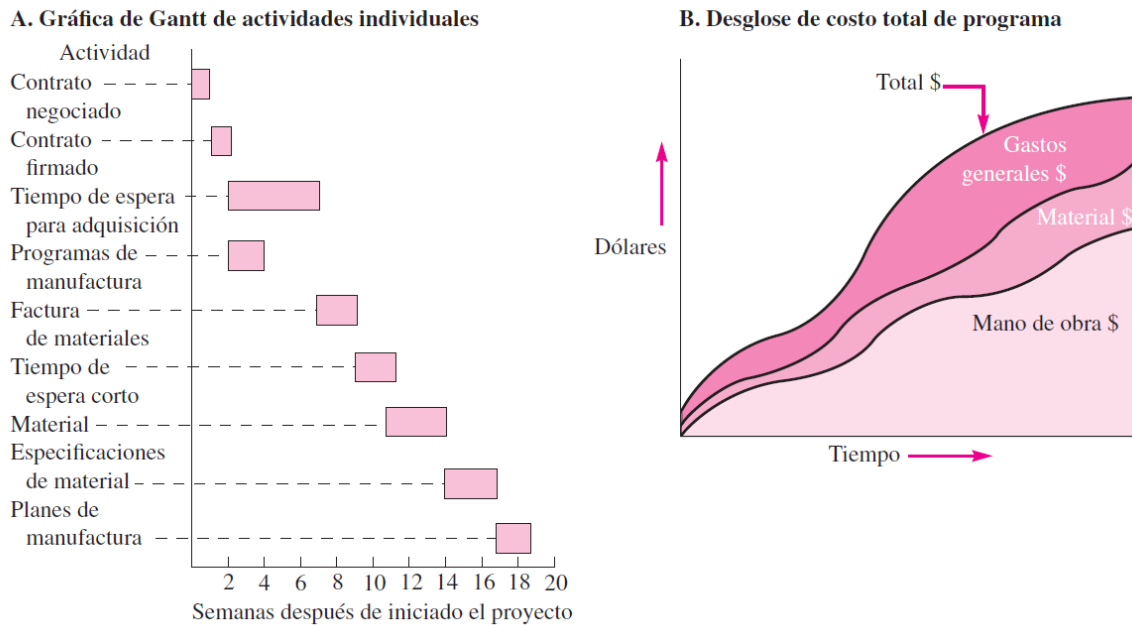 A. Gráfica de Gantt de actividades individuales
Actividad
Contrato
negociado
Contrato
firmado
Tiempo de espera
para adquisición
Programas de
manufactura
Factura
de materiales
Tiempo de
espera corto
Material
Especificaciones
de material
Planes de
manufactura
2 4 6 8 10 12 14 16 18 20
Semanas después de iniciado el proyecto
B. Desglose de costo total de programa
Total $
Gastos
generales $
Material $
Dólares
Mano de obra $
Tiempo